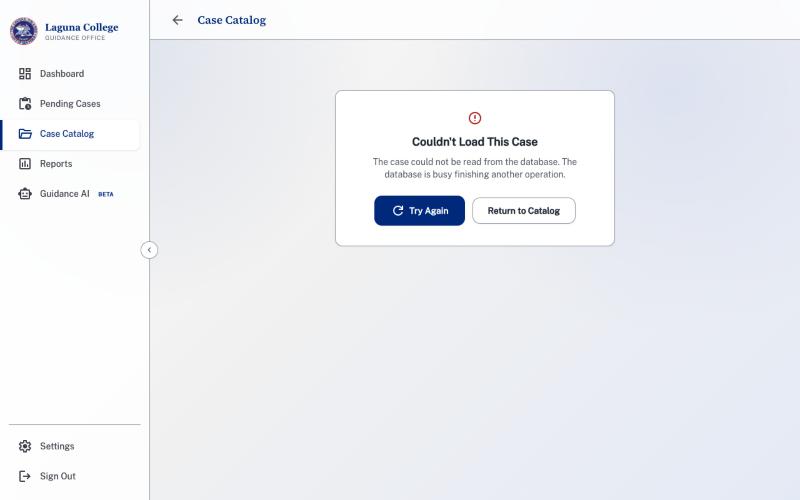 Laguna College
GUIDANCE OFFICE
Dashboard
Pending Cases
Case Catalog
Reports
Guidance AI BETA
Settings
Sign Out
Case Catalog
Couldn't Load This Case
The case could not be read from the database. The
database is busy finishing another operation.
Try Again
Return to Catalog